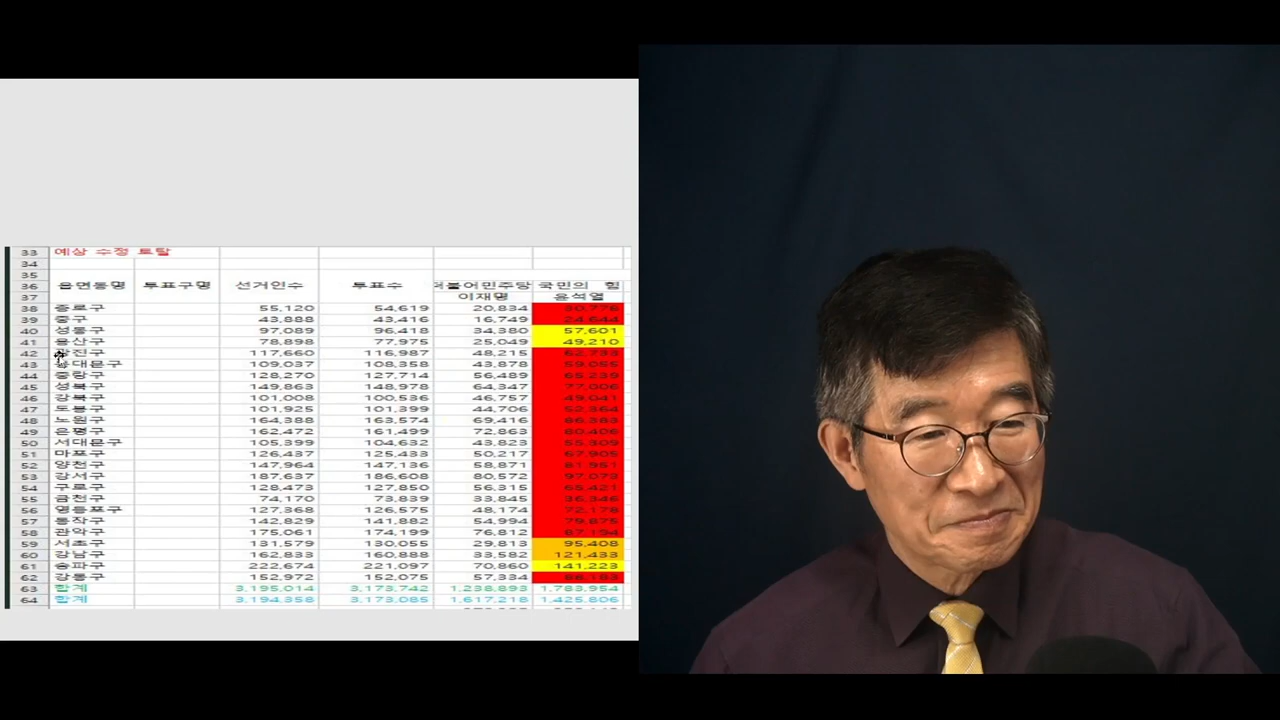 33 예상 수정 토탈
34
35
36 읍면동명 투표구명 선거인수 투표수 더불어민주당 국민의 힘
37 이재명 윤석열
38 종로구 55,120 54,619 20,834 30,776
39 중구 43,888 43,416 16,749 24,644
40 성동구 97,089 96,418 34,380 57,601
41 용산구 78,898 77,975 25,049 49,210
42 광진구 117,660 116,987 48,215 62,793
43 동대문구 109,037 108,358 43,878 59,055
44 중랑구 128,270 127,714 56,489 65,239
45 성북구 149,863 148,978 64,347 77,006
46 강북구 101,008 100,536 46,757 49,041
47 도봉구 101,925 101,399 44,706 52,364
48 노원구 164,388 163,574 69,416 86,383
49 은평구 162,472 161,499 72,863 80,406
50 서대문구 105,399 104,632 43,823 55,809
51 마포구 126,437 125,433 50,217 67,905
52 양천구 147,964 147,136 58,871 81,951
53 강서구 187,637 186,608 80,572 97,079
54 구로구 128,473 127,850 56,315 65,421
55 금천구 74,170 73,839 33,845 36,346
56 영등포구 127,368 126,575 48,174 72,178
57 동작구 142,829 141,882 54,994 79,875
58 관악구 175,061 174,199 76,812 87,194
59 서초구 131,579 130,055 29,813 95,408
60 강남구 162,833 160,888 33,582 121,433
61 송파구 222,674 221,097 70,860 141,223
62 강동구 152,972 152,075 57,334 86,183
63 합계 3,195,014 3,173,742 1,238,893 1,783,954
64 합계 3,194,358 3,173,085 1,617,218 1,425,806